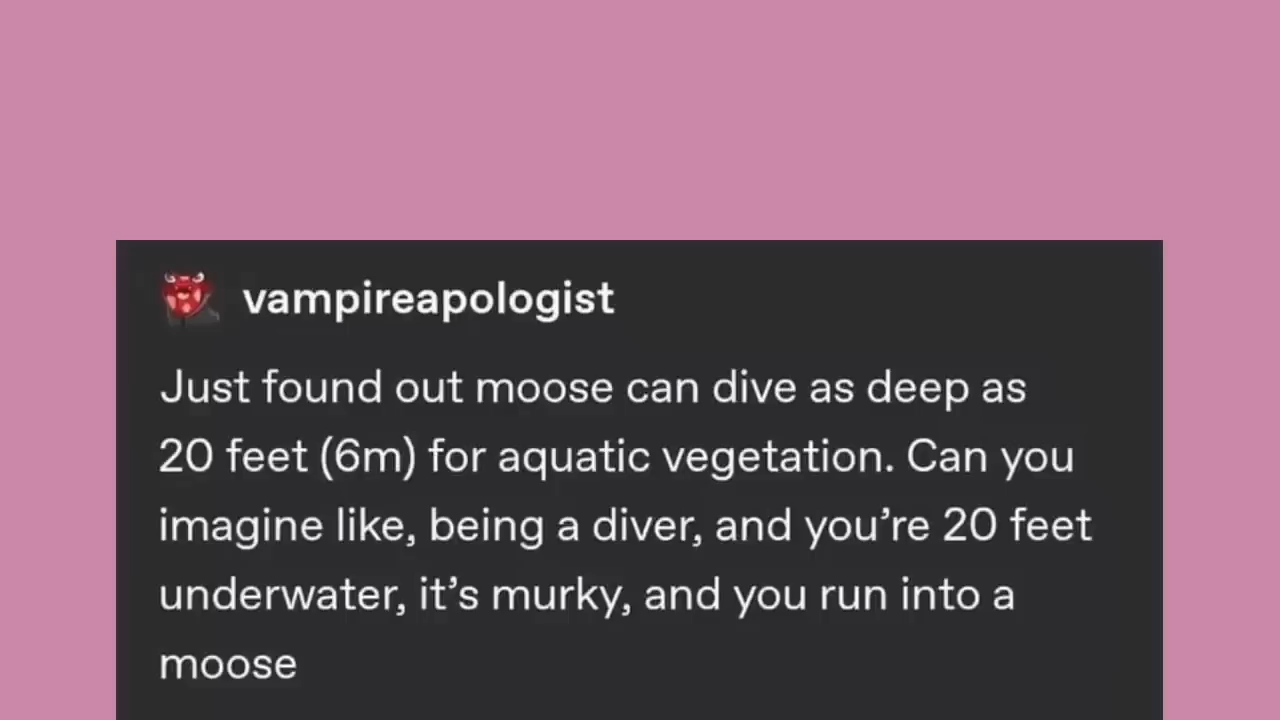 vampireapologist
Just found out moose can dive as deep as
20 feet (6m) for aquatic vegetation. Can you
imagine like, being a diver, and you’re 20 feet
underwater, it’s murky, and you run into a
moose